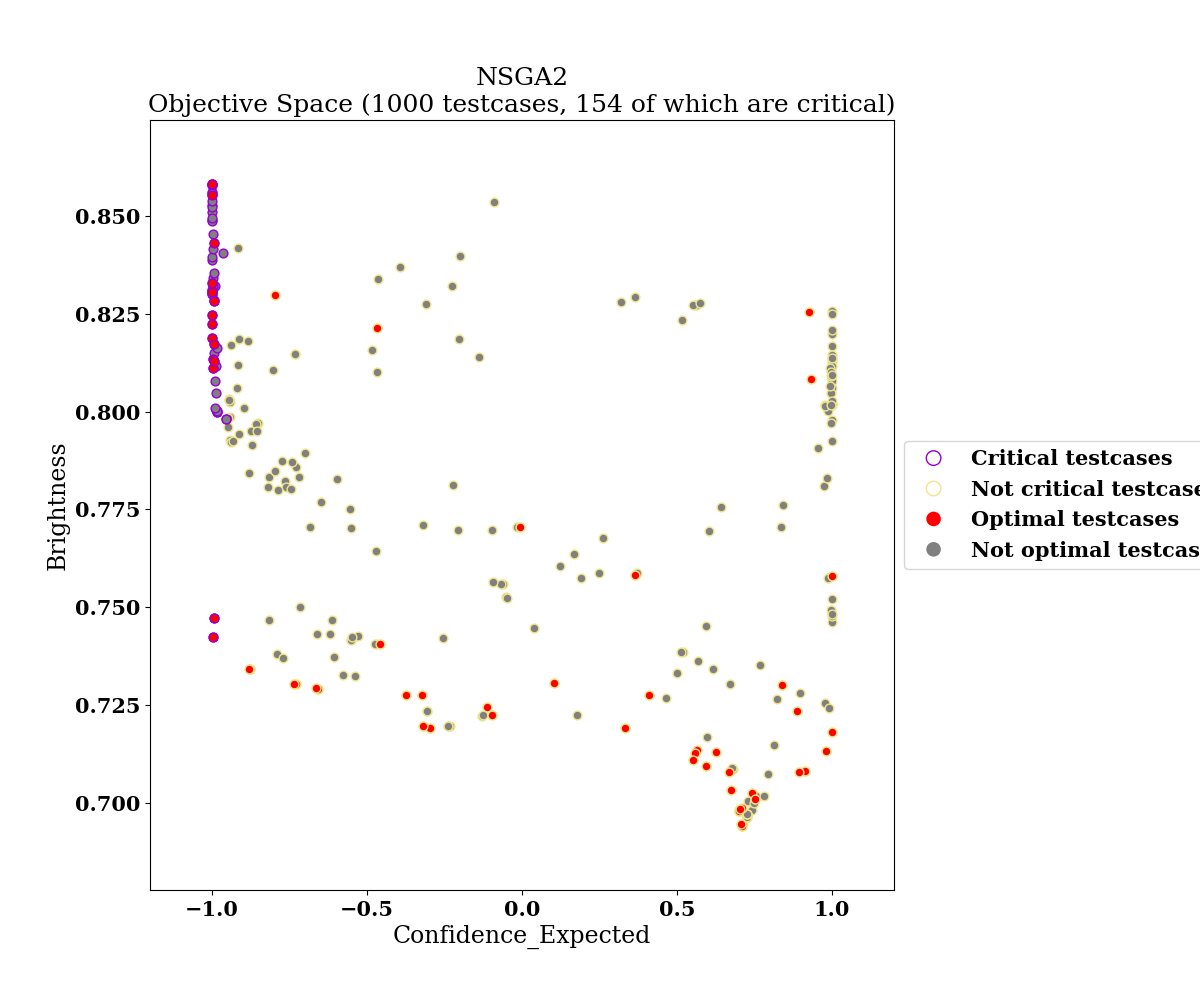 NSGA2
Objective Space (1000 testcases, 154 of which are critical)
0.850
0.825
0.800
0.775
0.750
0.725
0.700
Brightness
−1.0
−0.5
0.0
0.5
1.0
Confidence_Expected
Critical testcases
Not critical testcase
Optimal testcases
Not optimal testcas